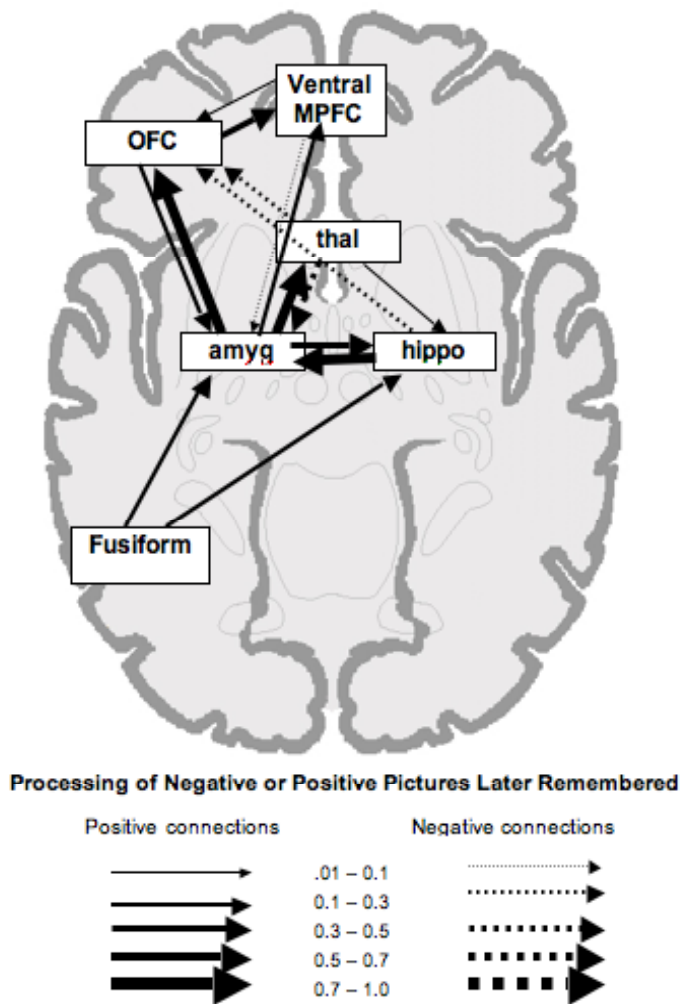 Ventral
MPFC
OFC
thal
amyg
hippo
Fusiform
Processing of Negative or Positive Pictures Later Remembered
Positive connections
Negative connections
.01 – 0.1
0.1 – 0.3
0.3 – 0.5
0.5 – 0.7
0.7 – 1.0